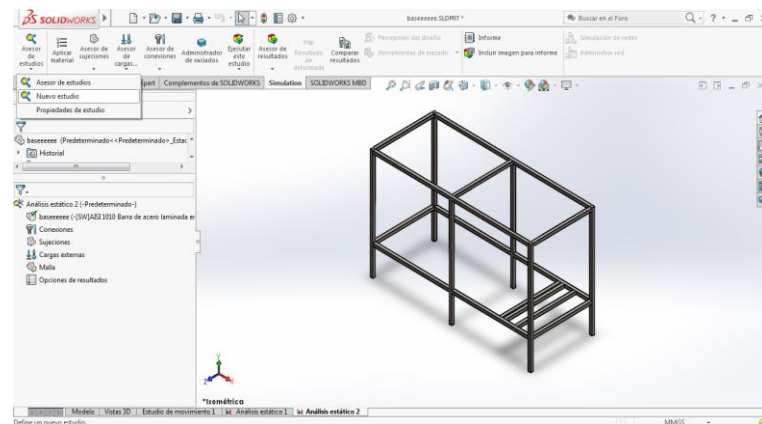 SOLIDWORKS
baseeeeee.SLDPRT *
Buscar en el Foro
Asesor de estudios
Aplicar material
Asesor de sujeciones
Asesor de cargas...
Asesor de conexiones
Administrador de variados
Ejecutar este estudio
Asesor de resultados
Resultado de deformada
Comparar resultados
Percepción del diseño
Herramientas de trazado
Informe
Incluir imagen para informe
Simulación de redes
Administrar red
Complementos de SOLIDWORKS
Simulation
SOLIDWORKS MBD
Asesor de estudios
Nuevo estudio
Propiedades de estudio
baseeeeee (Predeterminado<<Predeterminado>_Estac
Historial
Análisis estático 2 (-Predeterminado-)
baseeeeee (-[SW]AISI 1010 Barra de acero laminada en
Conexiones
Sujeciones
Cargas externas
Malla
Opciones de resultados
Y
Z
*Isométrica
Modelo
Vistas 3D
Estudio de movimiento 1
Análisis estático 1
Análisis estático 2
Define un nuevo estudio.
MMGS